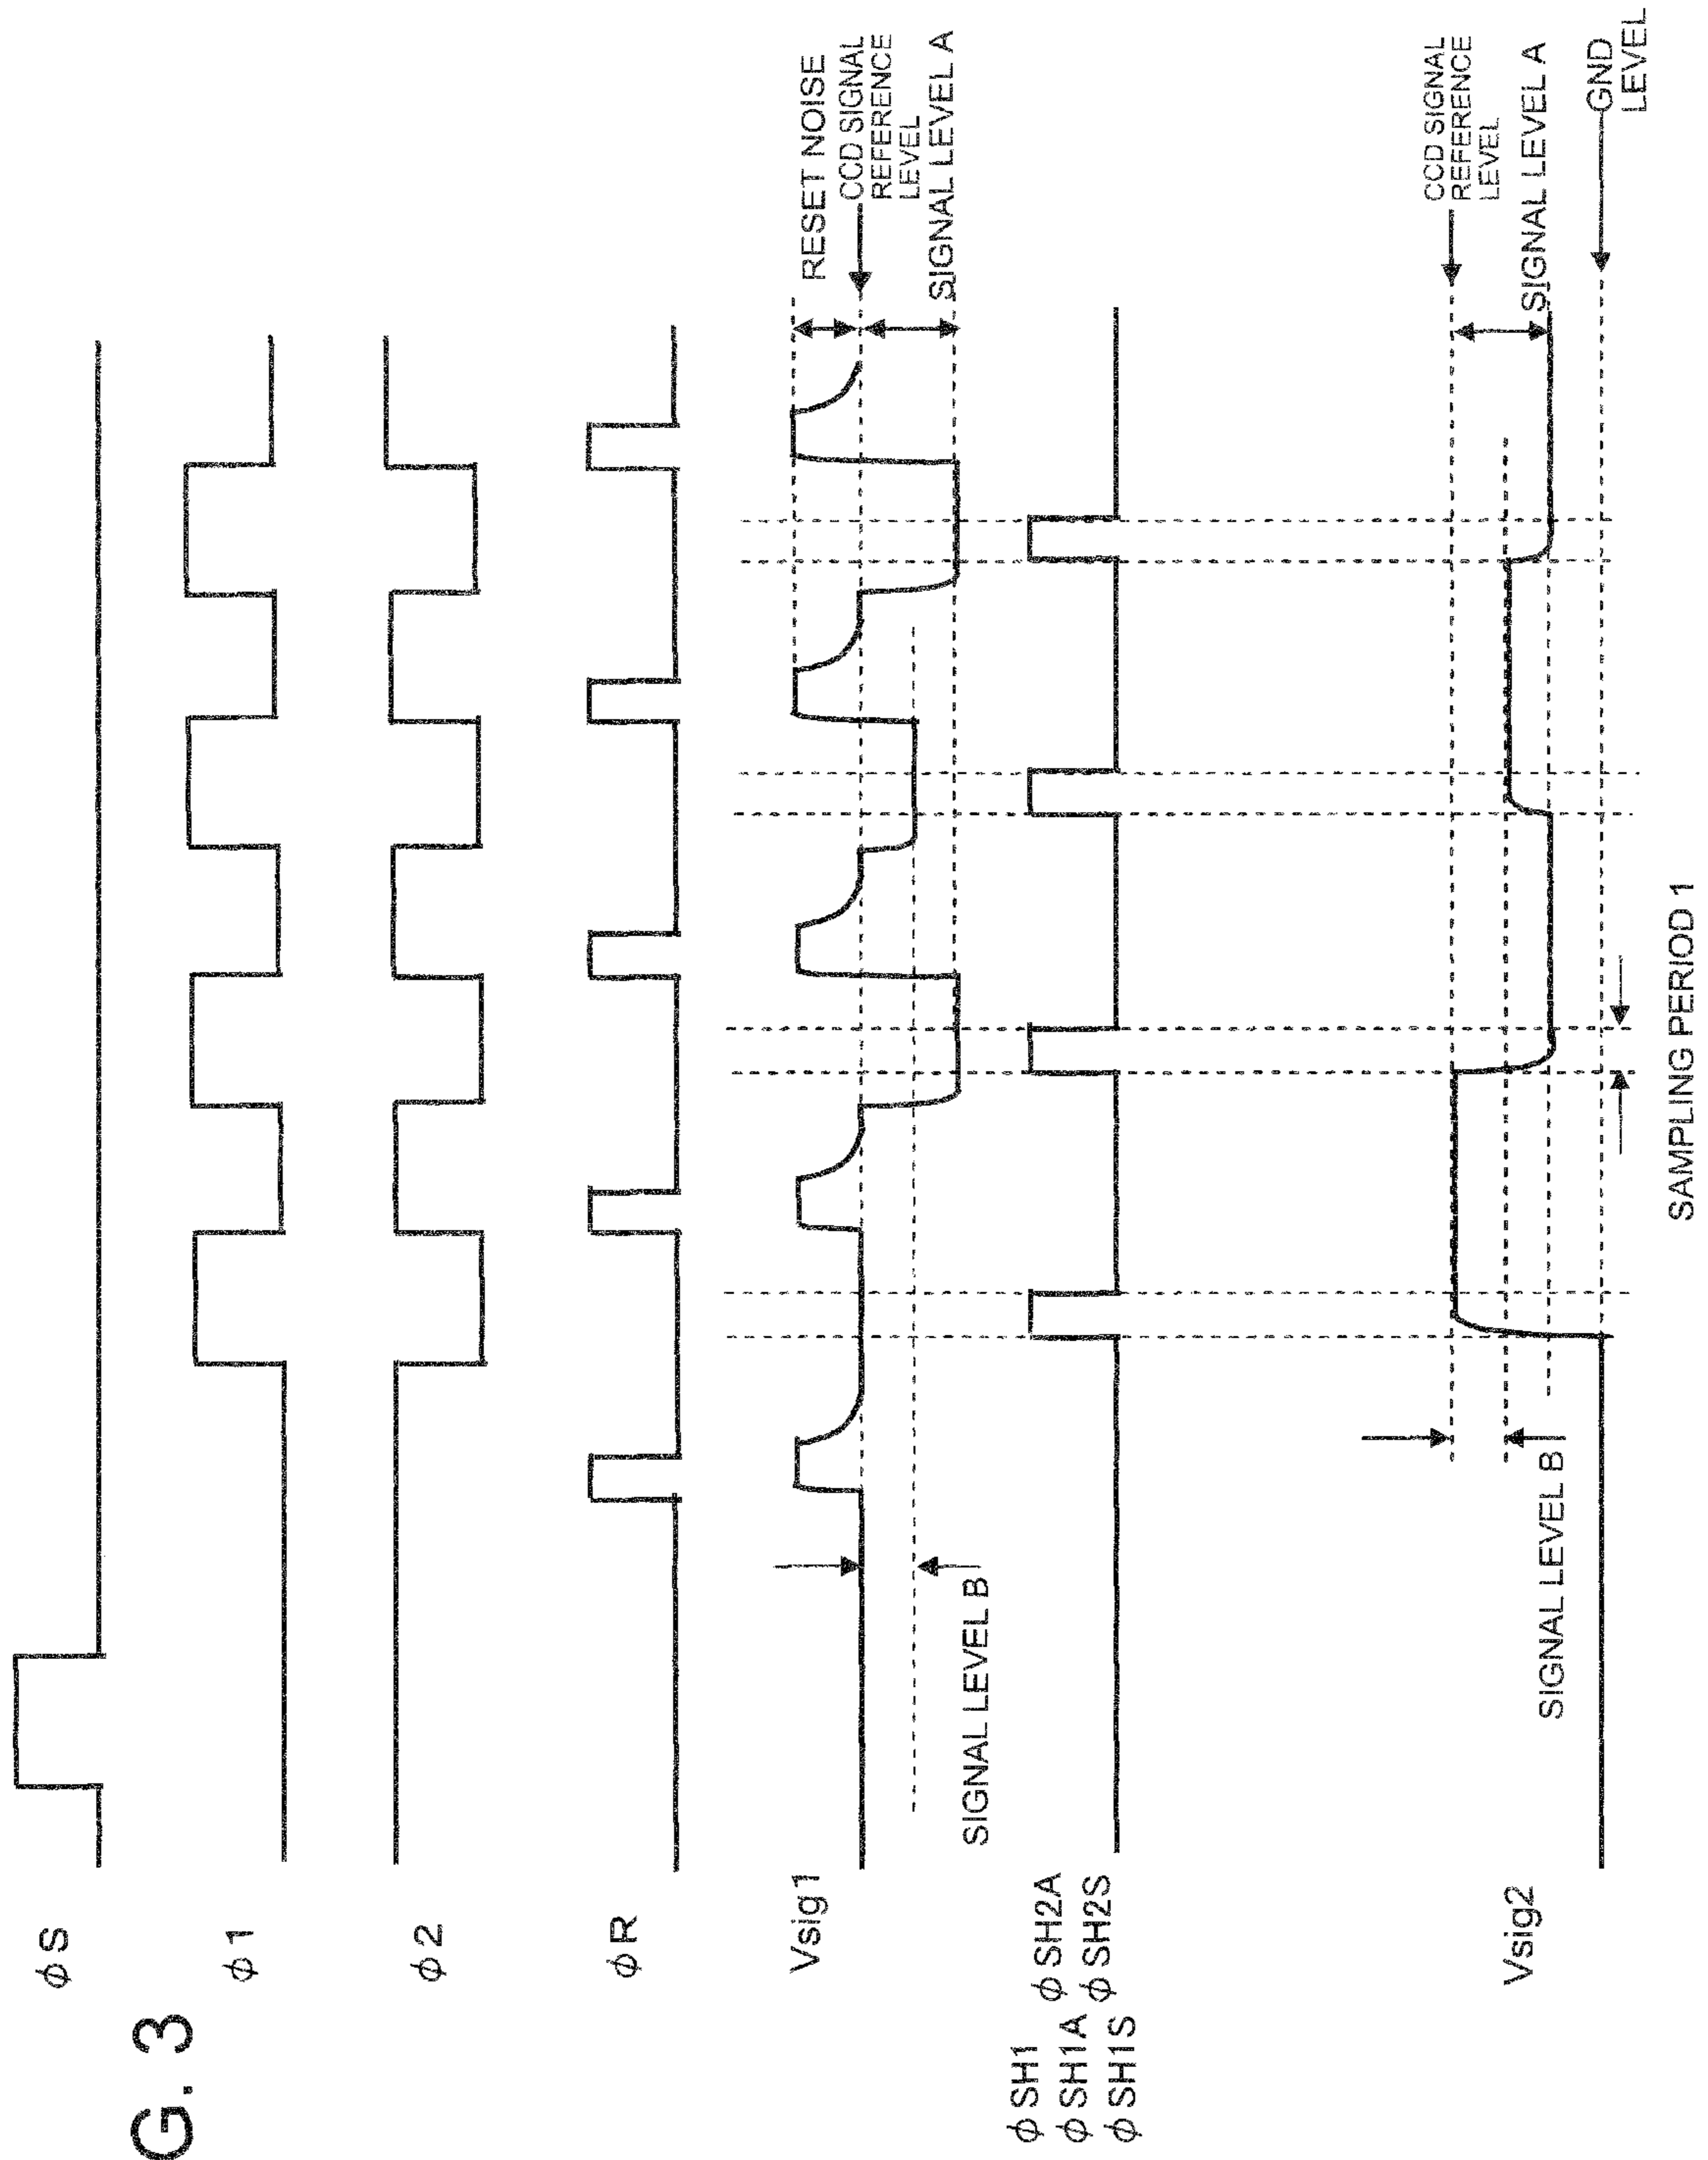 G. 3
φS
φ1
φ2
φR
Vsig1
RESET NOISE
CCD SIGNAL
REFERENCE
LEVEL
SIGNAL LEVEL A
SIGNAL LEVEL B
φSH1
φSH1A φSH2A
φSH1S φSH2S
Vsig2
CCD SIGNAL
REFERENCE
LEVEL
SIGNAL LEVEL A
GND
LEVEL
SIGNAL LEVEL B
SAMPLING PERIOD 1